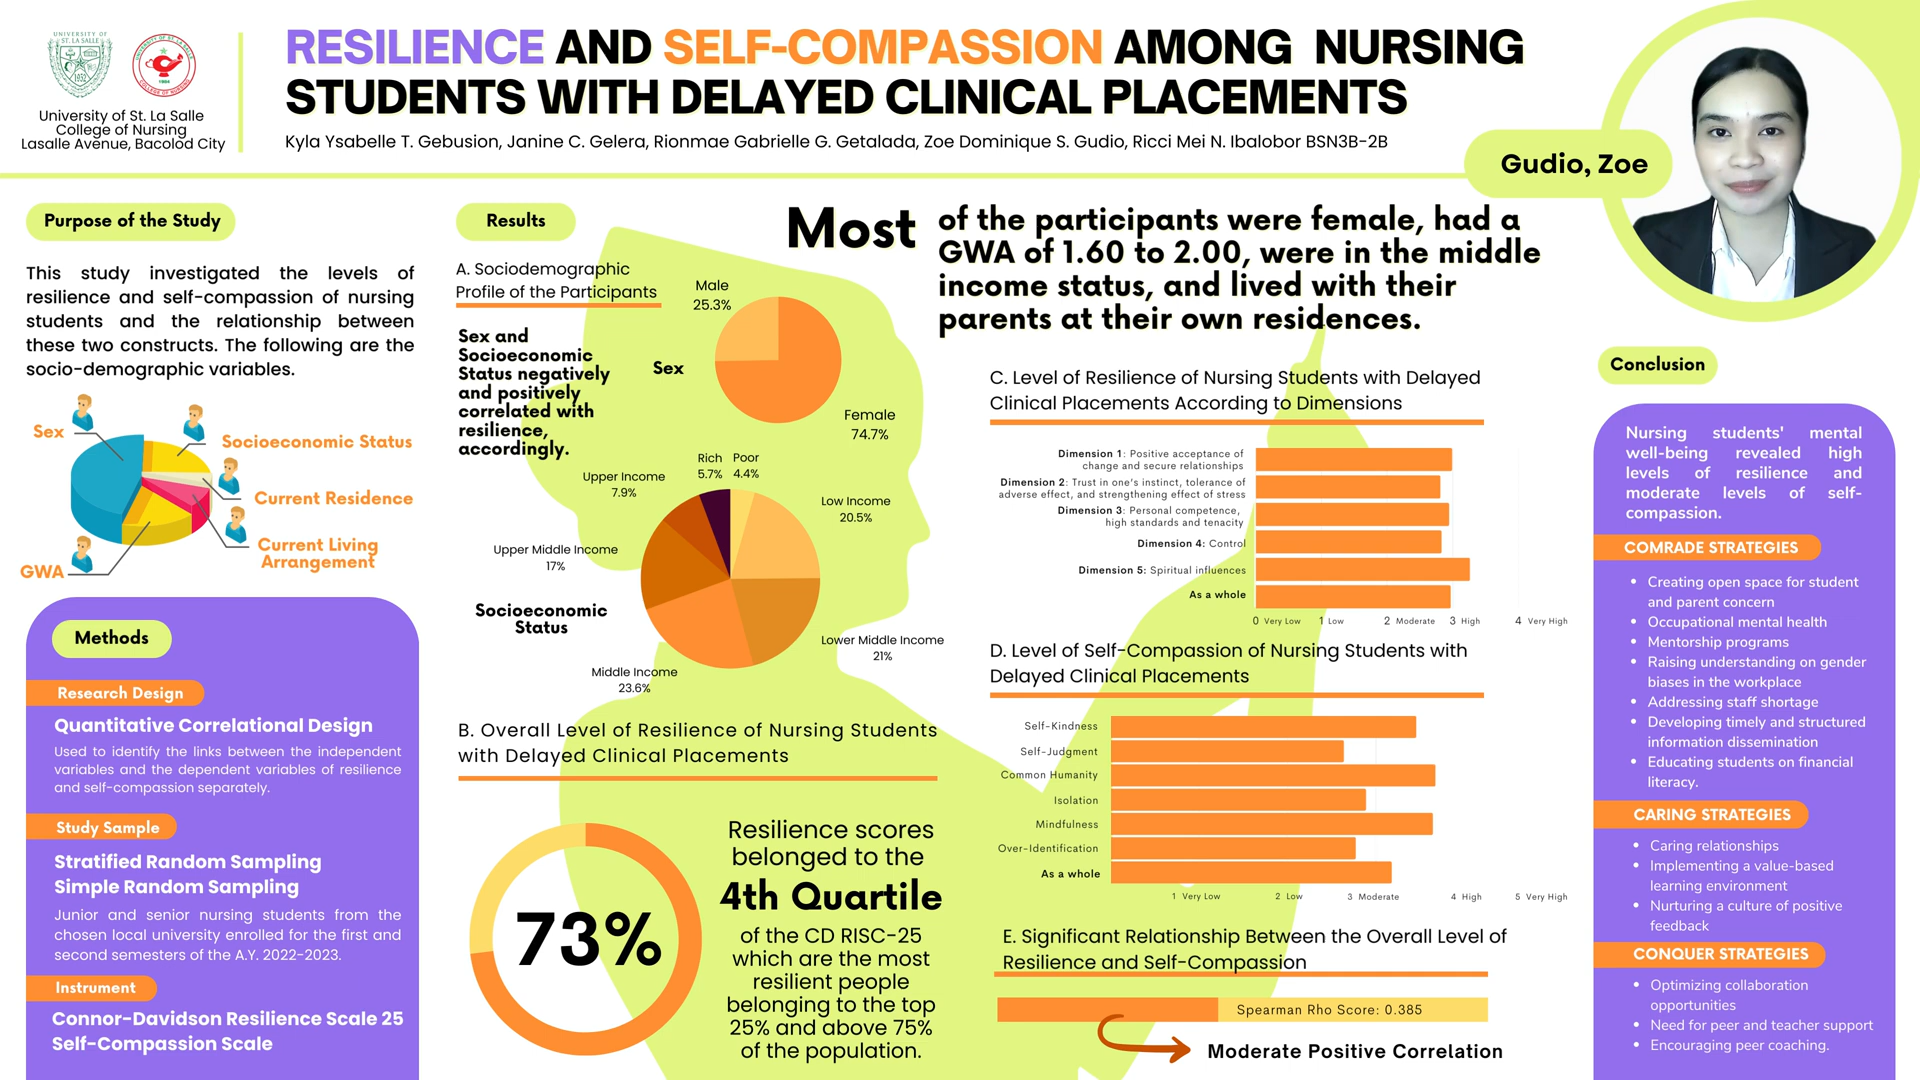 UNIVERSITY OF
ST. LA SALLE
1952
UNIVERSITY OF ST. LA SALLE
COLLEGE OF NURSING
University of St. La Salle
College of Nursing
Lasalle Avenue, Bacolod City
RESILIENCE AND SELF-COMPASSION AMONG NURSING
STUDENTS WITH DELAYED CLINICAL PLACEMENTS
Kyla Ysabelle T. Gebusion, Janine C. Gelera, Rionmae Gabrielle G. Getalada, Zoe Dominique S. Gudio, Ricci Mei N. Ibalobor BSN3B-2B
Gudio, Zoe
Purpose of the Study
This study investigated the levels of
resilience and self-compassion of nursing
students and the relationship between
these two constructs. The following are the
socio-demographic variables.
Sex
Socioeconomic Status
Current Residence
Current Living
Arrangement
GWA
Methods
Research Design
Quantitative Correlational Design
Used to identify the links between the independent
variables and the dependent variables of resilience
and self-compassion separately.
Study Sample
Stratified Random Sampling
Simple Random Sampling
Junior and senior nursing students from the
chosen local university enrolled for the first and
second semesters of the A.Y. 2022-2023.
Instrument
Connor-Davidson Resilience Scale 25
Self-Compassion Scale
Results
A. Sociodemographic
Profile of the Participants
Sex and
Socioeconomic
Status negatively
and positively
correlated with
resilience,
accordingly.
Male
25.3%
Sex
Female
74.7%
Rich
5.7%
Poor
4.4%
Upper Income
7.9%
Low Income
20.5%
Upper Middle Income
17%
Socioeconomic
Status
Lower Middle Income
21%
Middle Income
23.6%
B. Overall Level of Resilience of Nursing Students
with Delayed Clinical Placements
73%
Resilience scores
belonged to the
4th Quartile
of the CD RISC-25
which are the most
resilient people
belonging to the top
25% and above 75%
of the population.
Most
of the participants were female, had a
GWA of 1.60 to 2.00, were in the middle
income status, and lived with their
parents at their own residences.
C. Level of Resilience of Nursing Students with Delayed
Clinical Placements According to Dimensions
Dimension 1: Positive acceptance of
change and secure relationships
Dimension 2: Trust in one's instinct, tolerance of
adverse effect, and strengthening effect of stress
Dimension 3: Personal competence,
high standards and tenacity
Dimension 4: Control
Dimension 5: Spiritual influences
As a whole
0 Very Low 1 Low 2 Moderate 3 High 4 Very High
D. Level of Self-Compassion of Nursing Students with
Delayed Clinical Placements
Self-Kindness
Self-Judgment
Common Humanity
Isolation
Mindfulness
Over-Identification
As a whole
1 Very Low 2 Low 3 Moderate 4 High 5 Very High
E. Significant Relationship Between the Overall Level of
Resilience and Self-Compassion
Spearman Rho Score: 0.385
Moderate Positive Correlation
Conclusion
Nursing students' mental
well-being revealed high
levels of resilience and
moderate levels of self-
compassion.
COMRADE STRATEGIES
• Creating open space for student
and parent concern
• Occupational mental health
• Mentorship programs
• Raising understanding on gender
biases in the workplace
• Addressing staff shortage
• Developing timely and structured
information dissemination
• Educating students on financial
literacy.
CARING STRATEGIES
• Caring relationships
• Implementing a value-based
learning environment
• Nurturing a culture of positive
feedback
CONQUER STRATEGIES
• Optimizing collaboration
opportunities
• Need for peer and teacher support
• Encouraging peer coaching.